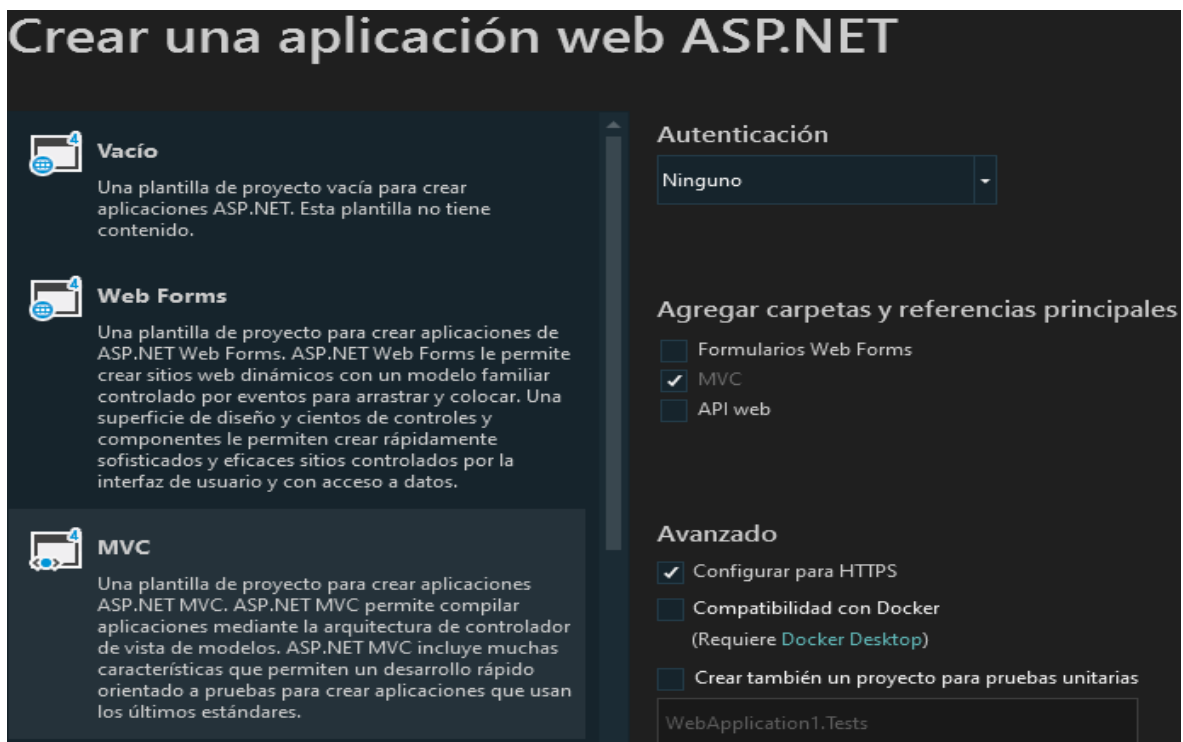 Crear una aplicación web ASP.NET
Vacío
Una plantilla de proyecto vacía para crear
aplicaciones ASP.NET. Esta plantilla no tiene
contenido.
Web Forms
Una plantilla de proyecto para crear aplicaciones de
ASP.NET Web Forms. ASP.NET Web Forms le permite
crear sitios web dinámicos con un modelo familiar
controlado por eventos para arrastrar y colocar. Una
superficie de diseño y cientos de controles y
componentes le permiten crear rápidamente
sofisticados y eficaces sitios controlados por la
interfaz de usuario y con acceso a datos.
MVC
Una plantilla de proyecto para crear aplicaciones
ASP.NET MVC. ASP.NET MVC permite compilar
aplicaciones mediante la arquitectura de controlador
de vista de modelos. ASP.NET MVC incluye muchas
características que permiten un desarrollo rápido
orientado a pruebas para crear aplicaciones que usan
los últimos estándares.
Autenticación
Ninguno
Agregar carpetas y referencias principales
Formularios Web Forms
MVC
API web
Avanzado
Configurar para HTTPS
Compatibilidad con Docker
(Requiere Docker Desktop)
Crear también un proyecto para pruebas unitarias
WebApplication1.Tests